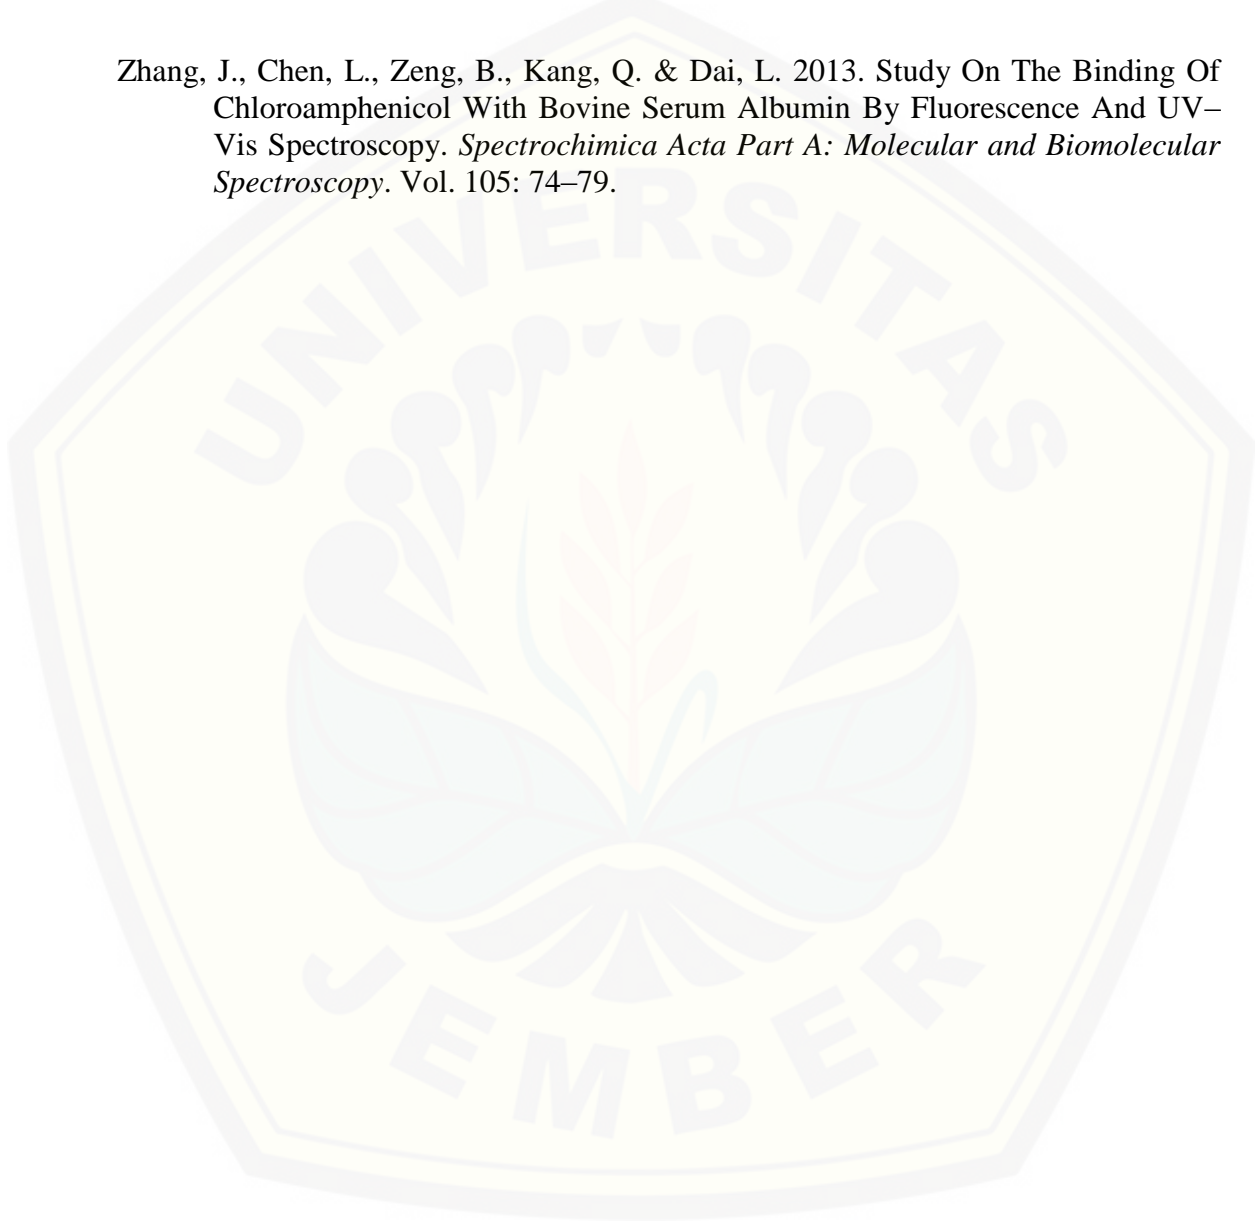 Zhang, J., Chen, L., Zeng, B., Kang, Q. & Dai, L. 2013. Study On The Binding Of
Chloroamphenicol With Bovine Serum Albumin By Fluorescence And UV–
Vis Spectroscopy. Spectrochimica Acta Part A: Molecular and Biomolecular
Spectroscopy. Vol. 105: 74–79.
UNIVERSITAS
JEMBER